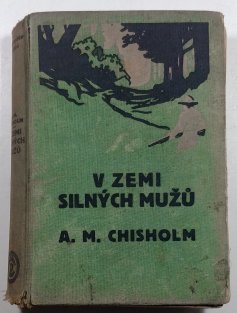 V ZEMI
SILNÝCH MUŽŮ
A. M. CHISHOLM